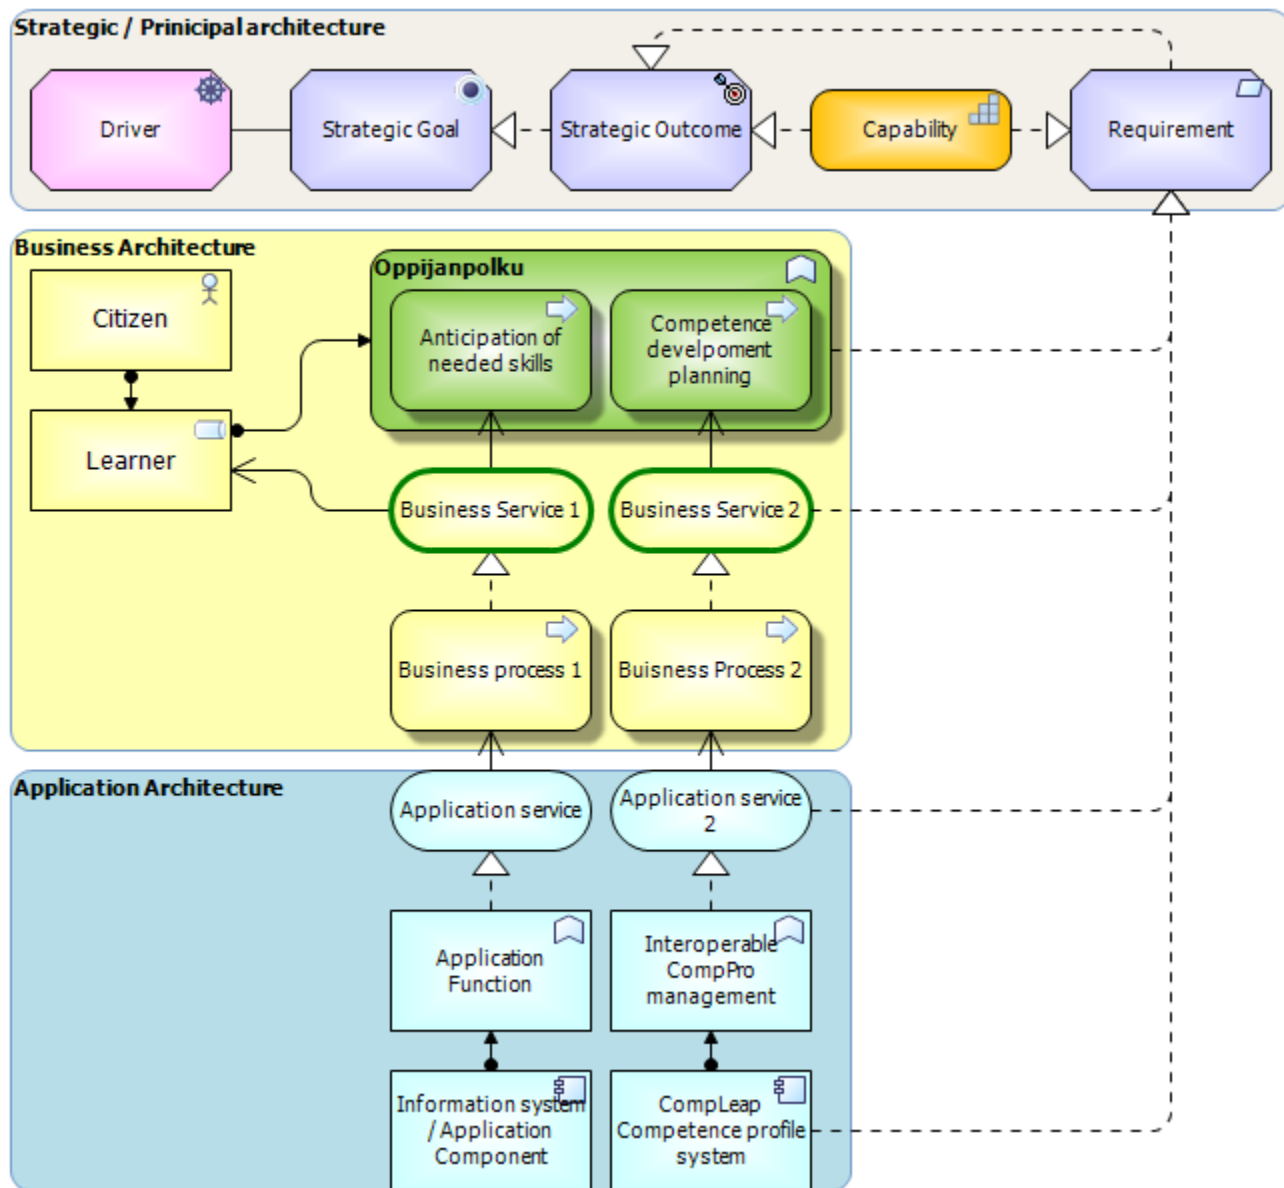 Strategic / Prinicipal architecture
Driver
Strategic Goal
Strategic Outcome
Capability
Requirement
Business Architecture
Citizen
Learner
Oppijanpolku
Anticipation of
needed skills
Competence
develpoment
planning
Business Service 1
Business Service 2
Business process 1
Buisness Process 2
Application Architecture
Application service
Application service
2
Application
Function
Interoperable
CompPro
management
Information system
/ Application
Component
CompLeap
Competence profile
system